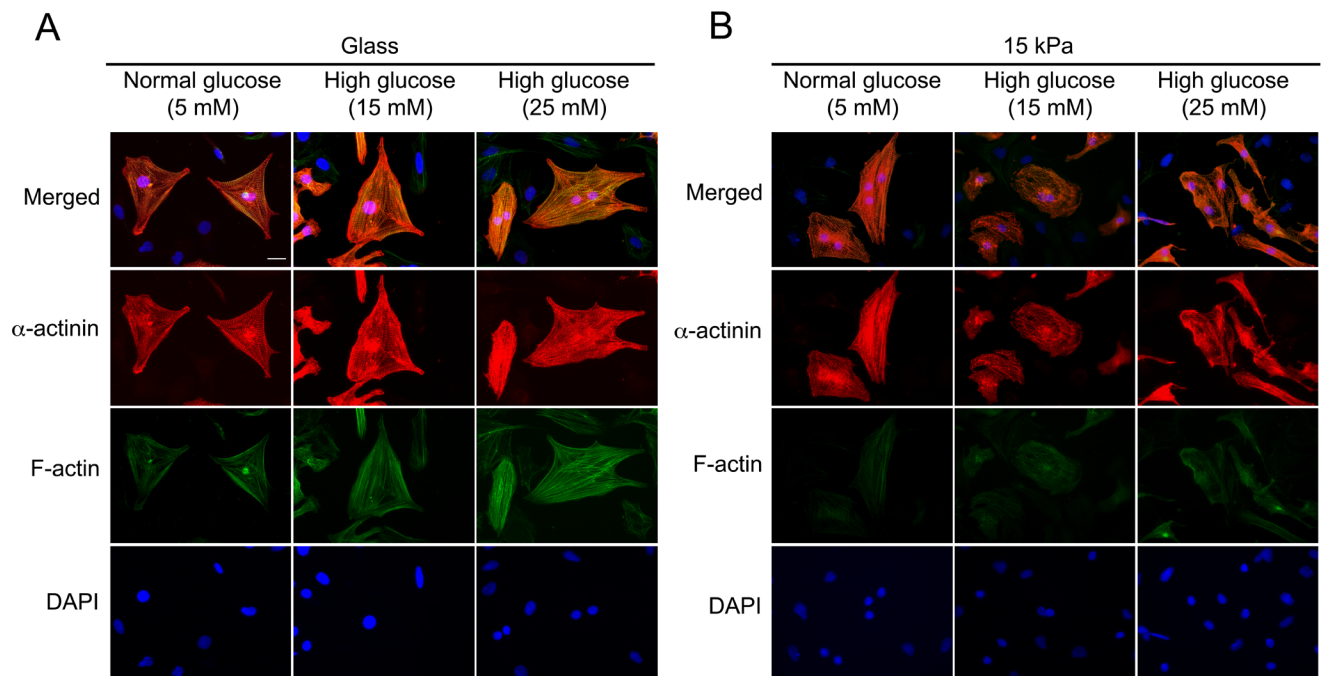 A
Glass
Normal glucose
(5 mM)
High glucose
(15 mM)
High glucose
(25 mM)
Merged
α-actinin
F-actin
DAPI
B
15 kPa
Normal glucose
(5 mM)
High glucose
(15 mM)
High glucose
(25 mM)
Merged
α-actinin
F-actin
DAPI